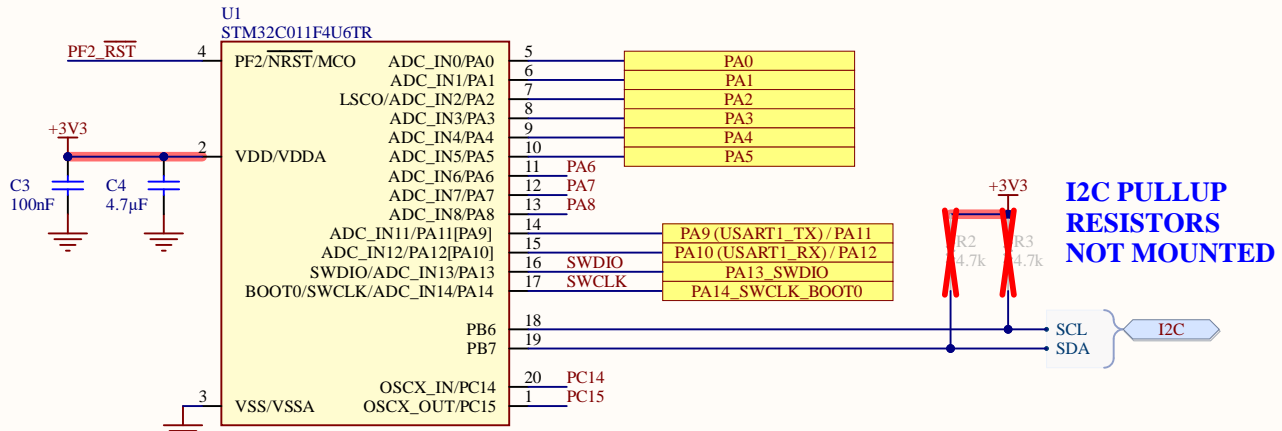 U1
STM32C011F4U6TR
PF2_RST 4 PF2/NRST/MCO ADC_IN0/PA0 5 PA0
ADC_IN1/PA1 6 PA1
LSCO/ADC_IN2/PA2 7 PA2
ADC_IN3/PA3 8 PA3
+3V3 ADC_IN4/PA4 9 PA4
2 VDD/VDDA ADC_IN5/PA5 10 PA5
ADC_IN6/PA6 11 PA6
C3 C4 ADC_IN7/PA7 12 PA7 +3V3
100nF 4.7µF ADC_IN8/PA8 13 PA8
I2C PULLUP
RESISTORS
NOT MOUNTED
ADC_IN11/PA11[PA9] 14 PA9 (USART1_TX) / PA11 R2 R3
ADC_IN12/PA12[PA10] 15 PA10 (USART1_RX) / PA12 4.7k 4.7k
SWDIO/ADC_IN13/PA13 16 SWDIO PA13_SWDIO
BOOT0/SWCLK/ADC_IN14/PA14 17 SWCLK PA14_SWCLK_BOOT0
PB6 18 SCL I2C
PB7 19 SDA
OSCX_IN/PC14 20 PC14
3 VSS/VSSA OSCX_OUT/PC15 1 PC15